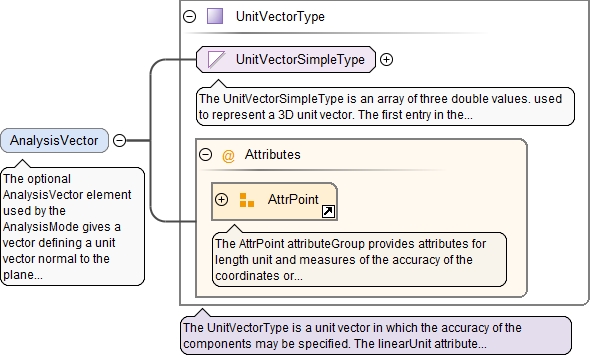 UnitVectorType
UnitVectorSimpleType
The UnitVectorSimpleType is an array of three double values. used
to represent a 3D unit vector. The first entry in the...
AnalysisVector
The optional
AnalysisVector element
used by the
AnalysisMode gives a
vector defining a unit
vector normal to the
plane...
@ Attributes
AttrPoint
The AttrPoint attributeGroup provides attributes for
length unit and measures of the accuracy of the
coordinates or...
The UnitVectorType is a unit vector in which the accuracy of the
components may be specified. The linearUnit attribute...